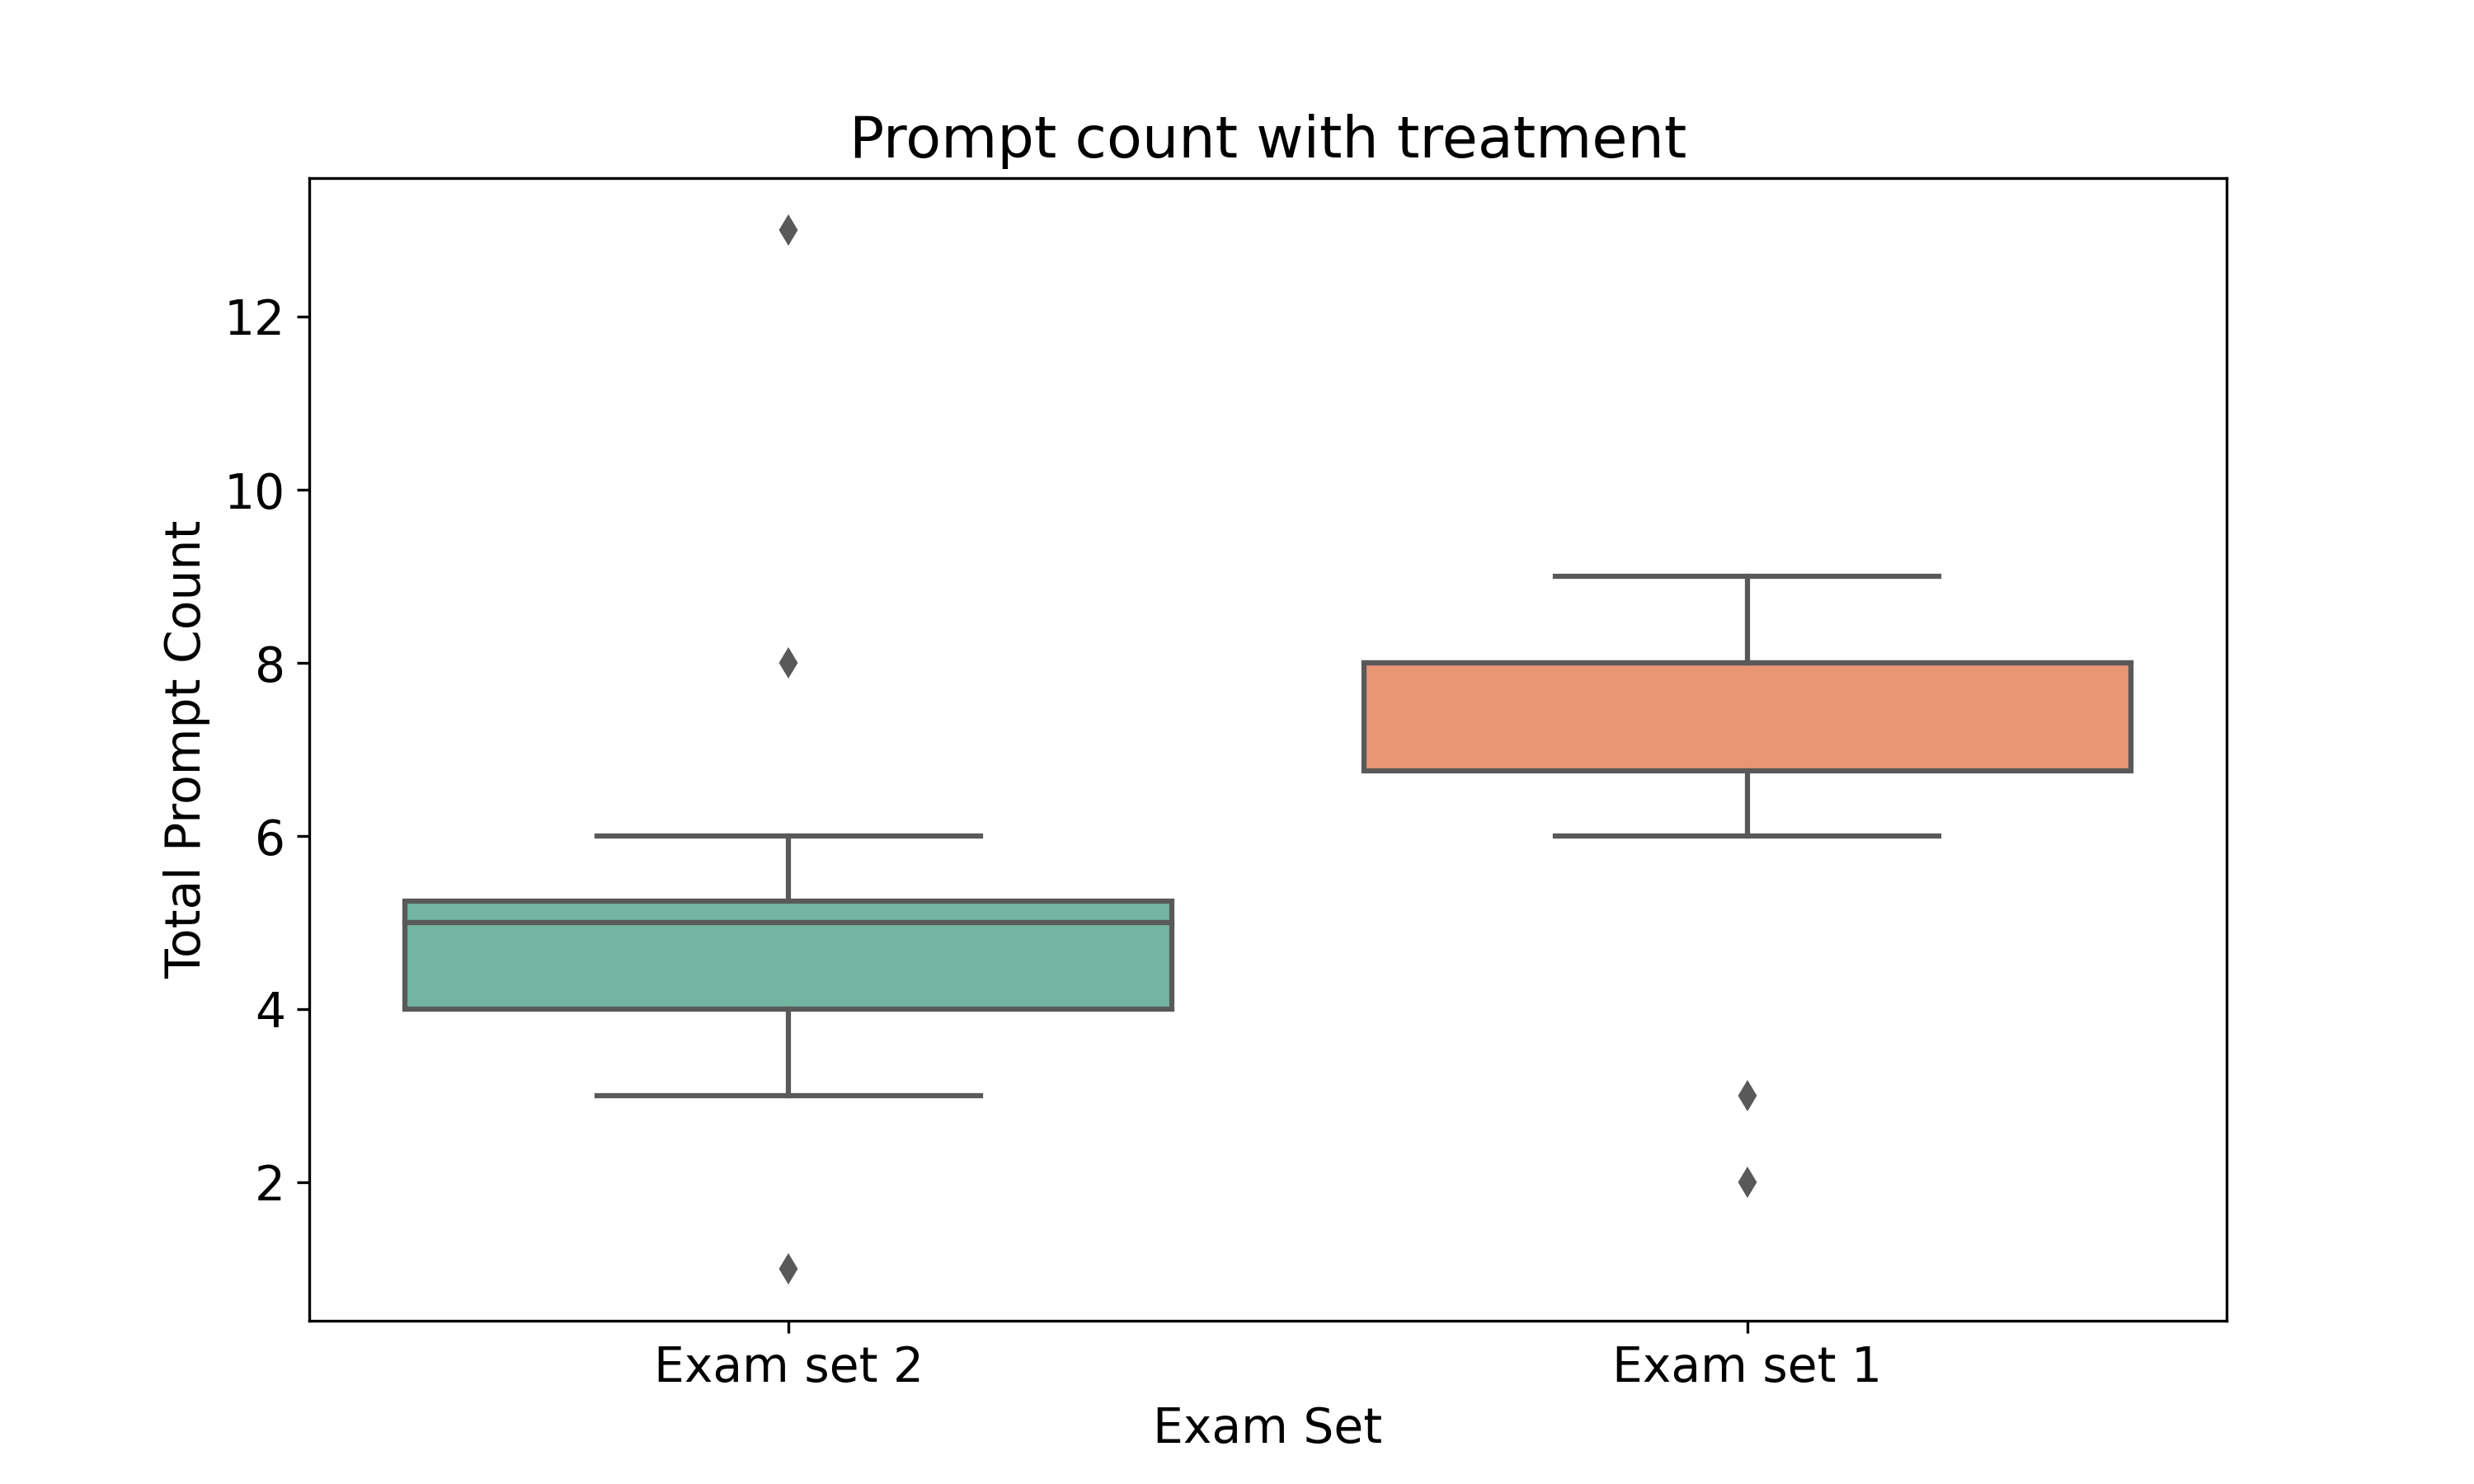 Prompt count with treatment
Total Prompt Count
12
10
8
6
4
2
Exam set 2
Exam set 1
Exam Set